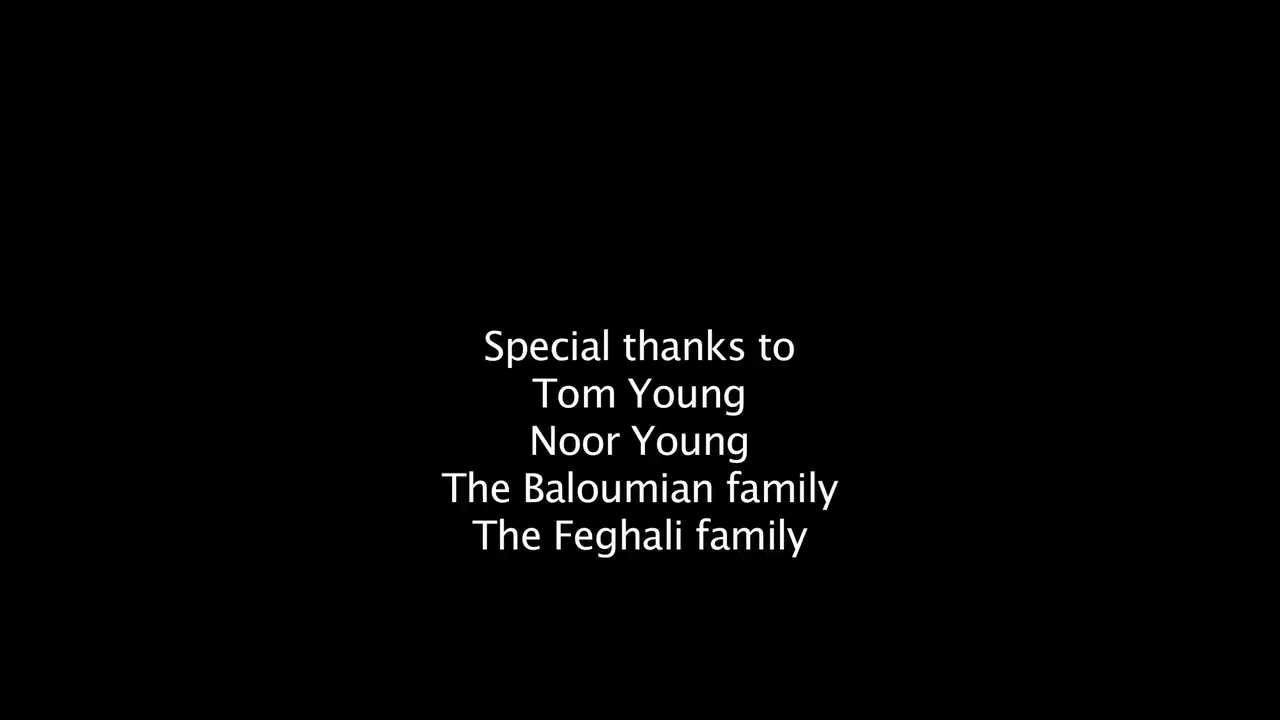 Special thanks to
Tom Young
Noor Young
The Baloumian family
The Feghali family